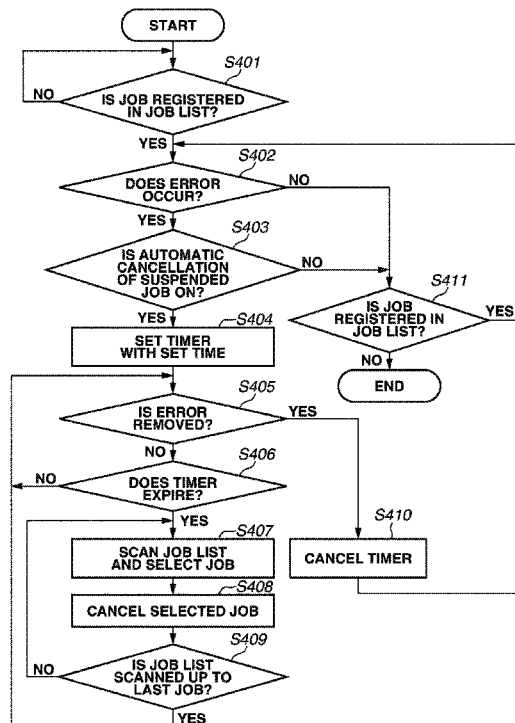 START
S401
NO
IS JOB REGISTERED
IN JOB LIST?
YES
S402
DOES ERROR
OCCUR?
NO
YES
S403
IS AUTOMATIC
CANCELLATION
OF SUSPENDED
JOB ON?
NO
YES
S411
IS JOB
REGISTERED IN
JOB LIST?
YES
NO
END
S404
SET TIMER
WITH SET TIME
S405
IS ERROR
REMOVED?
YES
NO
S406
NO
DOES TIMER
EXPIRE?
YES
S407
SCAN JOB LIST
AND SELECT JOB
S410
CANCEL TIMER
S408
CANCEL SELECTED JOB
S409
NO
IS JOB LIST
SCANNED UP TO
LAST JOB?
YES